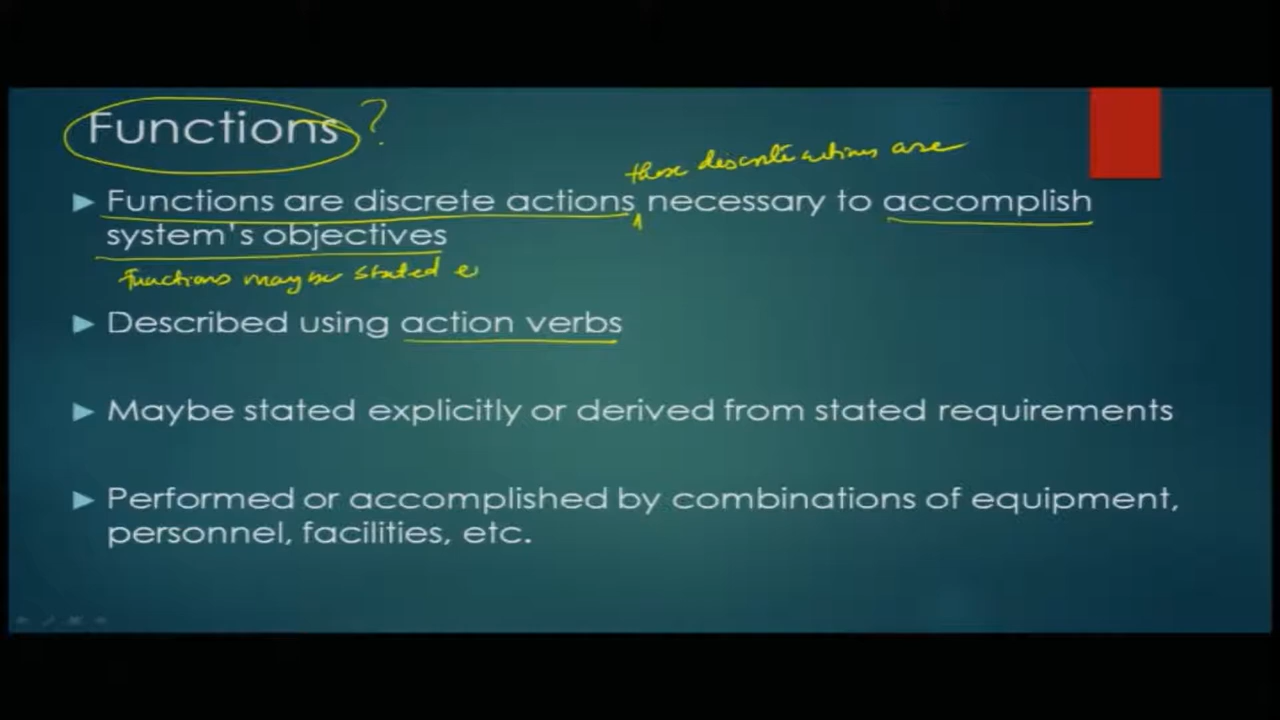 Functions ?
these discrete actions are
Functions are discrete actions necessary to accomplish
system's objectives
Functions may be stated e
Described using action verbs
Maybe stated explicitly or derived from stated requirements
Performed or accomplished by combinations of equipment,
personnel, facilities, etc.